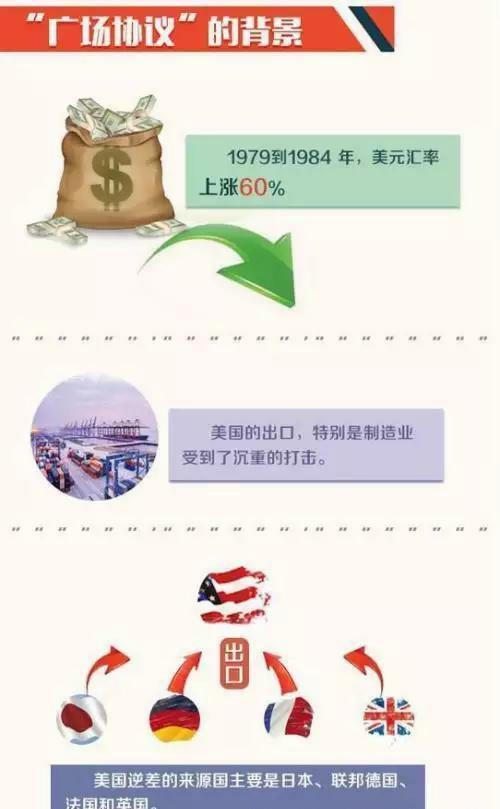 “广场协议”的背景
$
1979到1984 年，美元汇率
上涨60%
美国的出口，特别是制造业
受到了沉重的打击。
出
口
美国逆差的来源国主要是日本、联邦德国、
法国和英国。